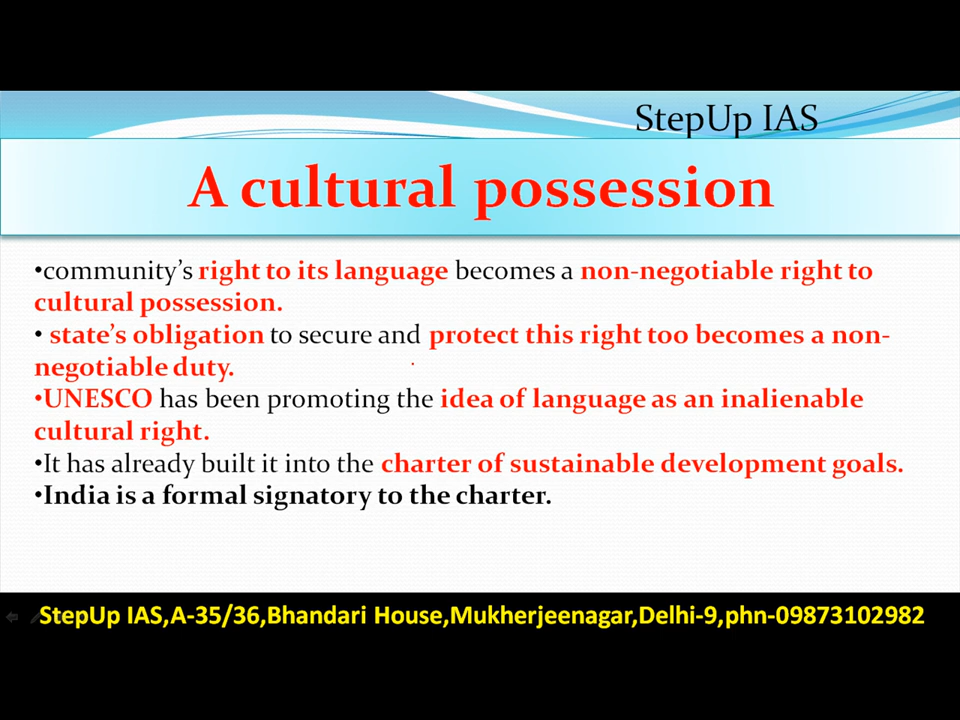 StepUp IAS
A cultural possession
•community’s right to its language becomes a non-negotiable right to
cultural possession.
• state’s obligation to secure and protect this right too becomes a non-
negotiable duty.
•UNESCO has been promoting the idea of language as an inalienable
cultural right.
•It has already built it into the charter of sustainable development goals.
•India is a formal signatory to the charter.
StepUp IAS,A-35/36,Bhandari House,Mukherjeenagar,Delhi-9,phn-09873102982